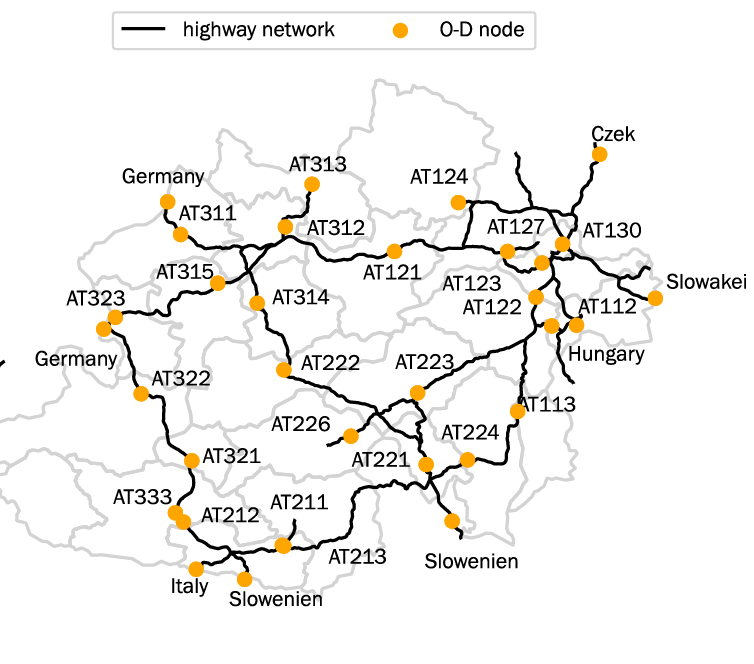 highway network
O-D node
Czek
AT313
Germany
AT124
AT311
AT312
AT127
AT130
AT121
AT315
AT123
Slowakei
AT323
AT314
AT122
AT112
Germany
Hungary
AT222
AT223
AT322
AT113
AT226
AT224
AT321
AT221
AT333
AT211
AT212
AT213
Slowenien
Italy
Slowenien